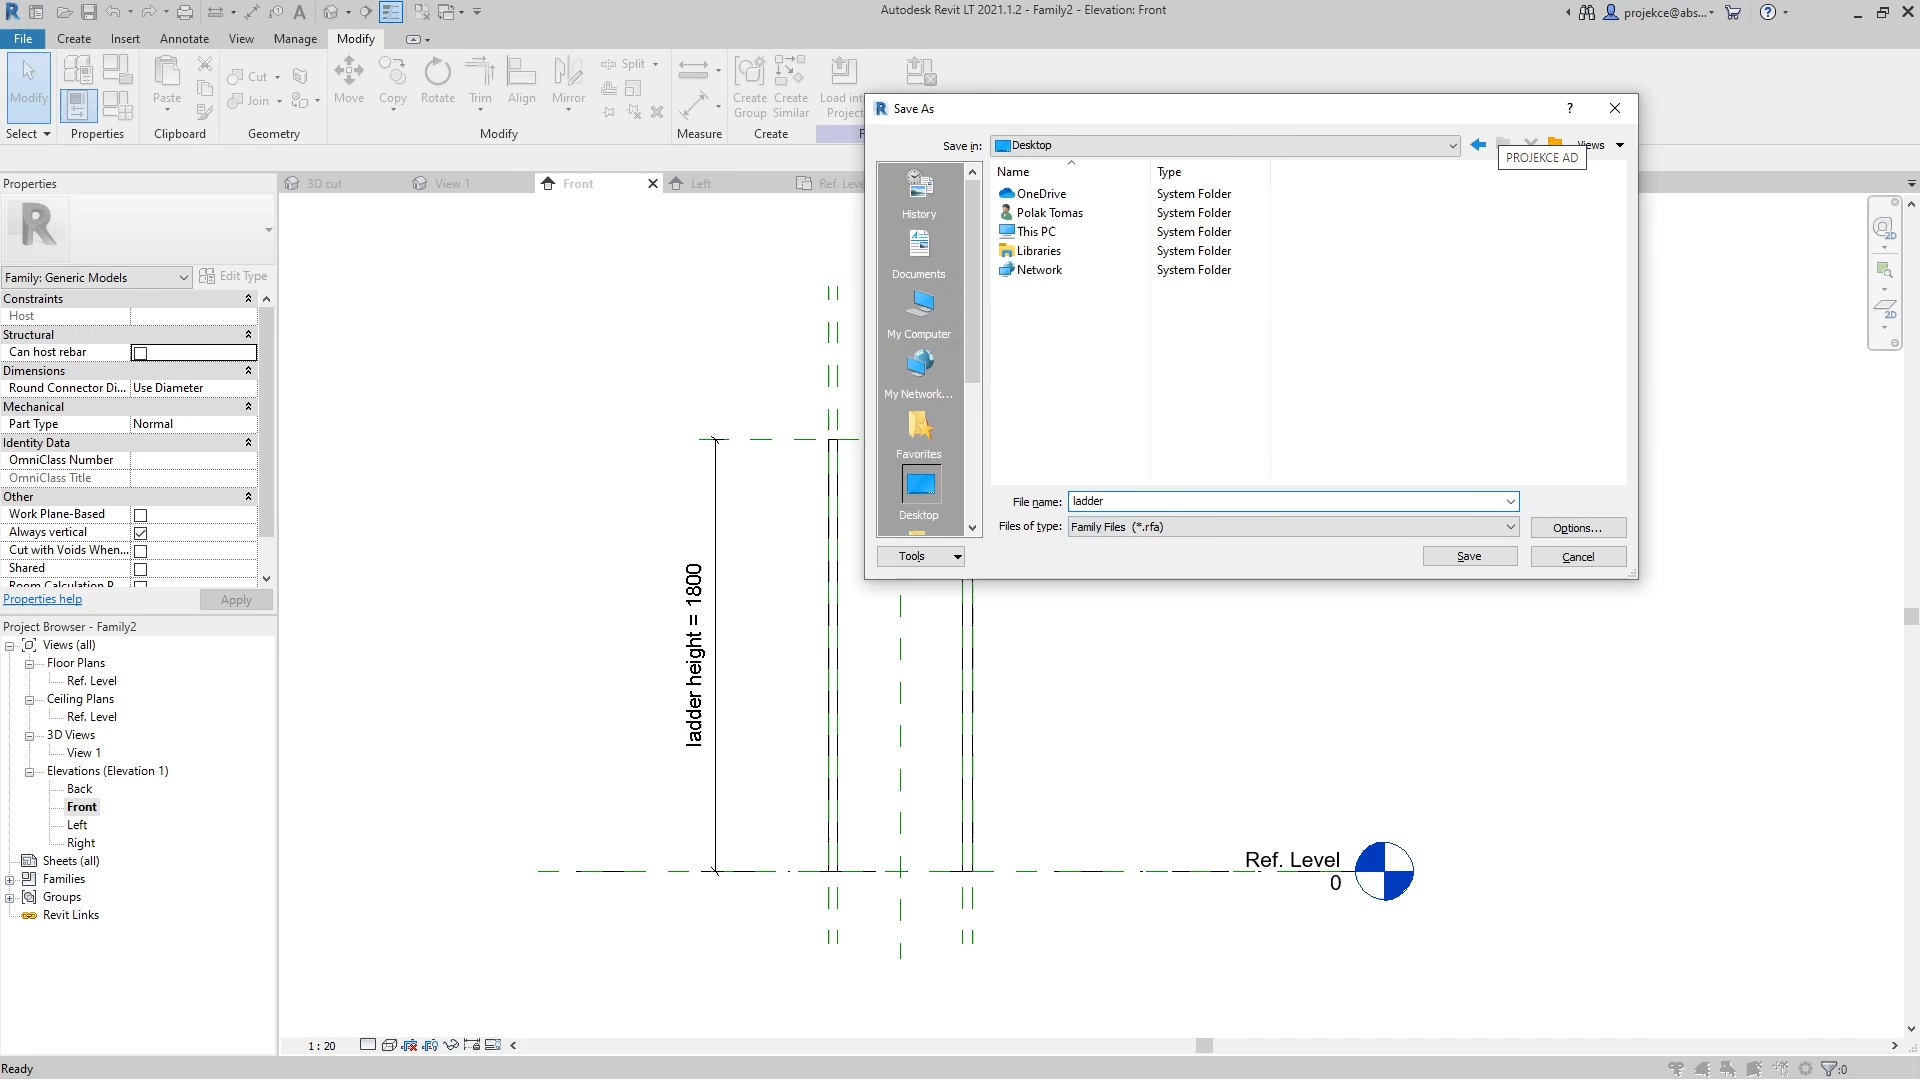 Autodesk Revit LT 2021.1.2 - Family2 - Elevation: Front
projekce@abs...
File
Create
Insert
Annotate
View
Manage
Modify
Modify
Paste
Cut
Join
Move
Copy
Rotate
Trim
Align
Mirror
Split
Create
Group
Create
Similar
Load int
Project
Select
Properties
Clipboard
Geometry
Modify
Measure
Create
Properties
3D cut
View 1
Front
Left
Ref. Leve
Family: Generic Models
Edit Type
Constraints
Host
Structural
Can host rebar
Dimensions
Round Connector Di... Use Diameter
Mechanical
Part Type Normal
Identity Data
OmniClass Number
OmniClass Title
Other
Work Plane-Based
Always vertical
Cut with Voids When...
Shared
Room Calculation P
Properties help
Apply
Project Browser - Family2
Views (all)
Floor Plans
Ref. Level
Ceiling Plans
Ref. Level
3D Views
View 1
Elevations (Elevation 1)
Back
Front
Left
Right
Sheets (all)
Families
Groups
Revit Links
Save As
Save in:
Desktop
Views
PROJEKCE AD
History
Documents
My Computer
My Network...
Favorites
Desktop
Name Type
OneDrive System Folder
Polak Tomas System Folder
This PC System Folder
Libraries System Folder
Network System Folder
File name: ladder
Files of type: Family Files (*.rfa)
Options...
Tools
Save
Cancel
ladder height = 1800
Ref. Level
0
1 : 20
Ready
:0